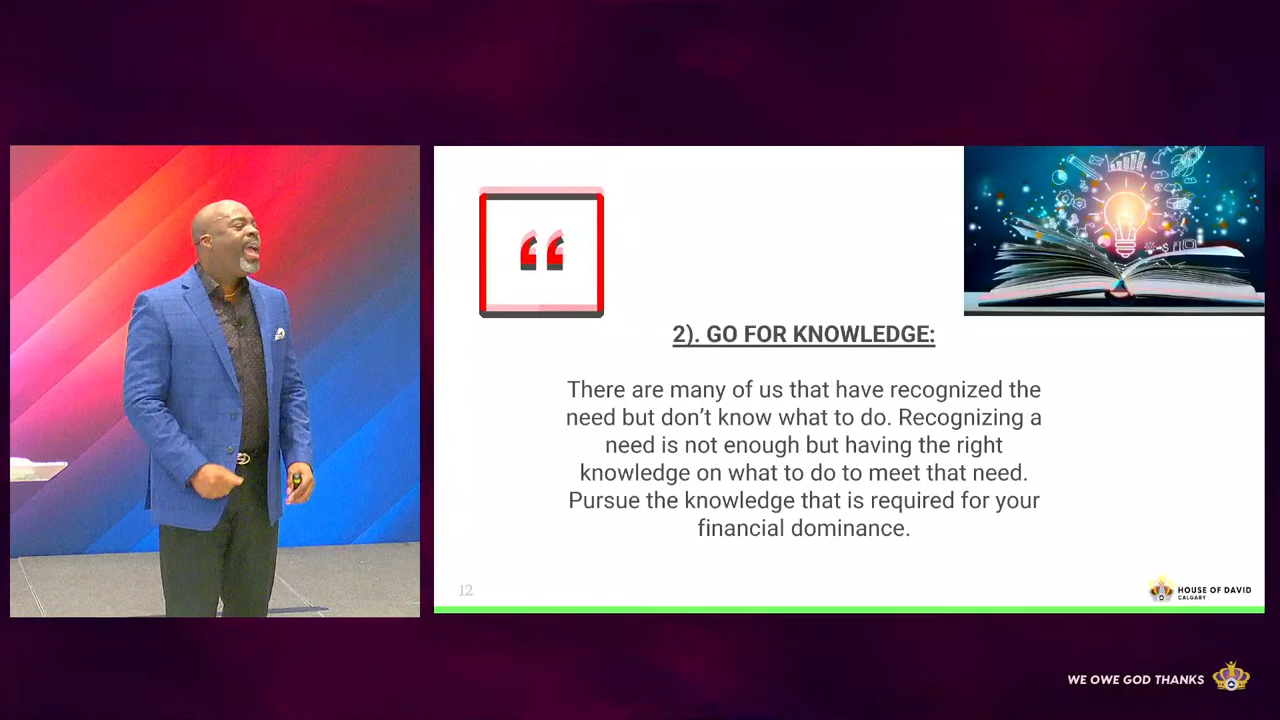 “
2). GO FOR KNOWLEDGE:
There are many of us that have recognized the
need but don’t know what to do. Recognizing a
need is not enough but having the right
knowledge on what to do to meet that need.
Pursue the knowledge that is required for your
financial dominance.
12
HOUSE OF DAVID
CALGARY
WE OWE GOD THANKS